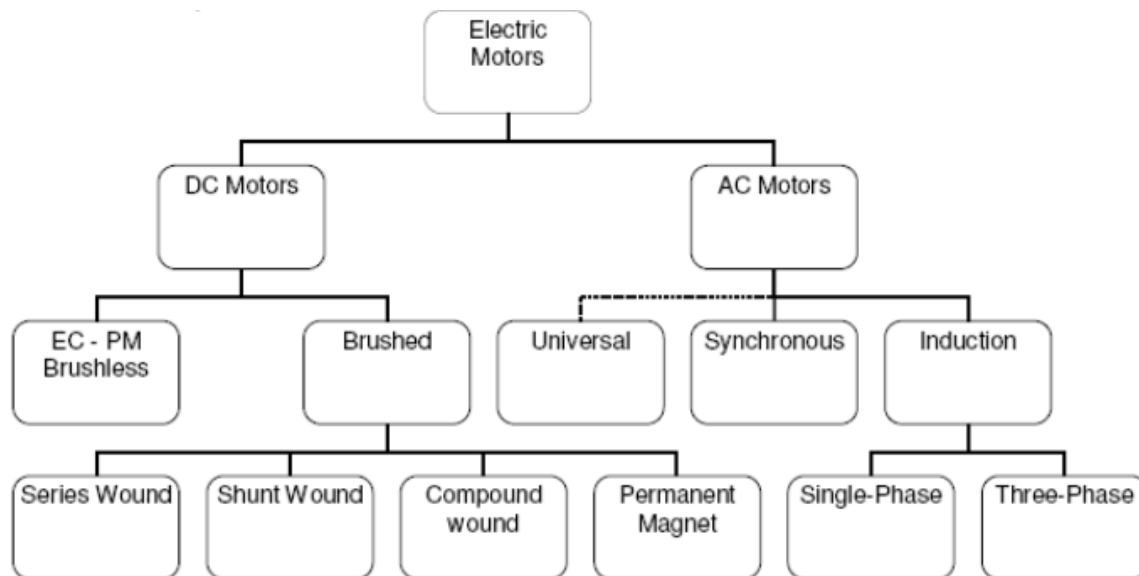 Electric
Motors
DC Motors
AC Motors
EC - PM
Brushless
Brushed
Universal
Synchronous
Induction
Series Wound
Shunt Wound
Compound
wound
Permanent
Magnet
Single-Phase
Three-Phase